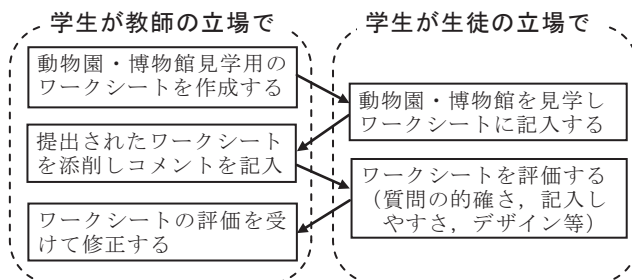 学生が教師の立場で
学生が生徒の立場で
動物園・博物館見学用の
ワークシートを作成する
動物園・博物館を見学し
ワークシートに記入する
提出されたワークシート
を添削しコメントを記入
ワークシートを評価する
（質問の的確さ，記入し
やすさ，デザイン等）
ワークシートの評価を受
けて修正する